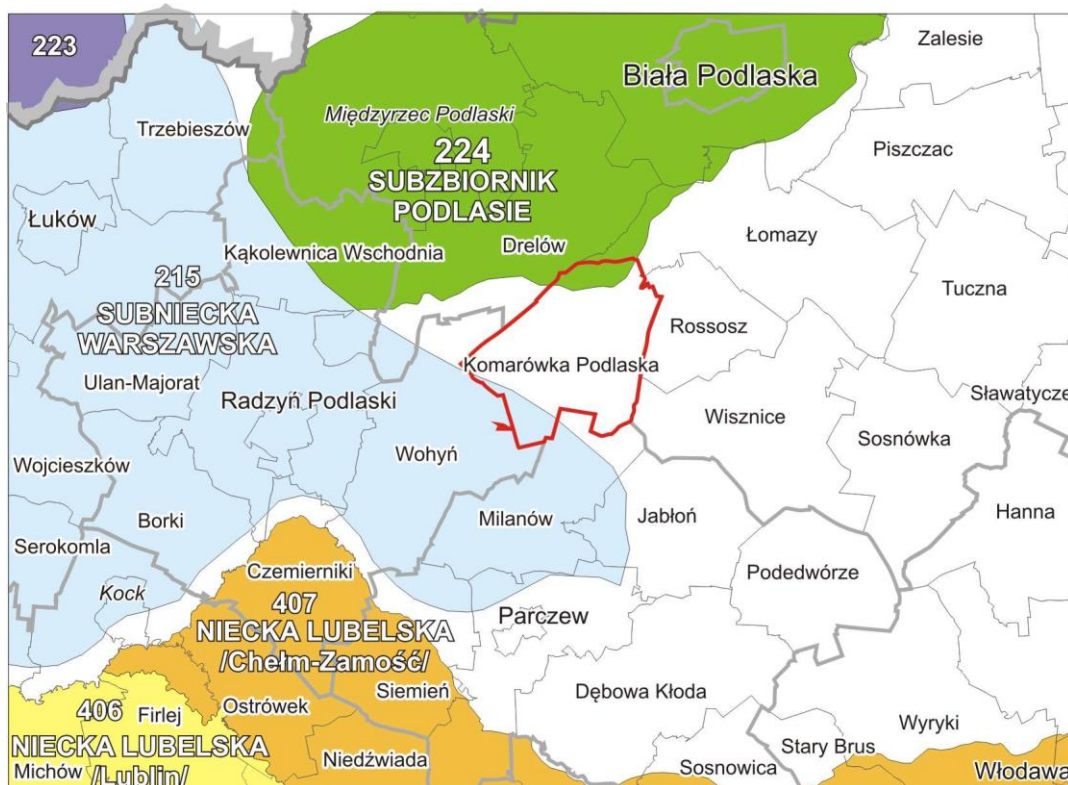 223
Zalesie
Biała Podlaska
Międzyrzec Podlaski
Trzebieszów
224
SUBZBIORNIK
PODLASIE
Piszczac
Łuków
Kąkolewnica Wschodnia
Drelów
Łomazy
215
SUBNIECKA
WARSZAWSKA
Tuczna
Rossosz
Komarówka Podlaska
Ulan-Majorat
Radzyń Podlaski
Sławatycze
Wisznice
Sosnówka
Wohyń
Wojcieszków
Borki
Milanów
Jabłoń
Hanna
Serokomla
Czemierniki
Podedwórze
Kock
407
NIECKA LUBELSKA
/Chełm-Zamość/
Parczew
Siemień
Dębowa Kłoda
Ostrówek
406
Firlej
NIECKA LUBELSKA
/Lublin/
Michów
Niedźwiada
Wyryki
Stary Brus
Sosnowica
Włodawa